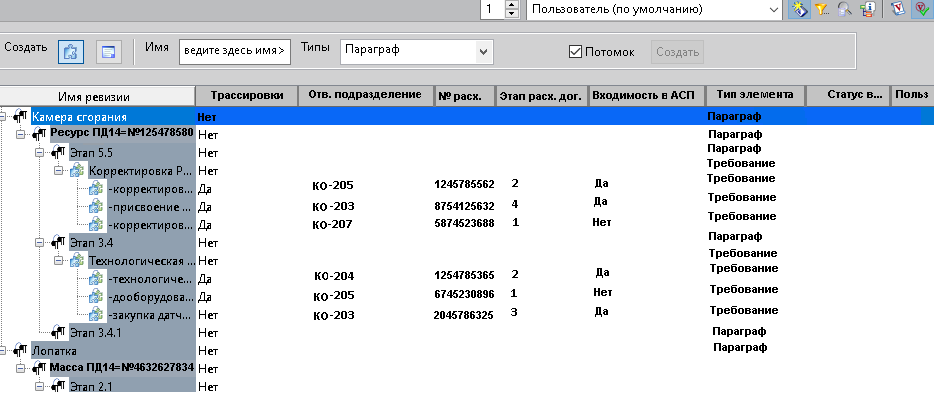 1 Пользователь (по умолчанию)
Создать Имя ведите здесь имя> Типы Параграф Потомок Создать
Имя ревизии Трассировки Отв. подразделение № расх. Этап расх. дог. Входимость в АСП Тип элемента Статус в... Польз
Камера сгорания Нет Параграф
Ресурс ПД14=№125478580 Нет Параграф
Этап 5.5 Нет Параграф
Корректировка Р... Нет Требование
-корректиров... Да КО-205 1245785562 2 Да Требование
-присвоение ... Да КО-203 8754125632 4 Да Требование
-корректиров... Да КО-207 5874523688 1 Нет Требование
Этап 3.4 Нет Параграф
Технологическая ... Нет Требование
-технологиче... Да КО-204 1254785365 2 Да Требование
-дооборудова... Да КО-205 6745230896 1 Нет Требование
-закупка датч... Нет КО-203 2045786325 3 Да Требование
Этап 3.4.1 Нет Параграф
Лопатка Нет Параграф
Масса ПД14=№4632627834 Нет
Этап 2.1 Нет